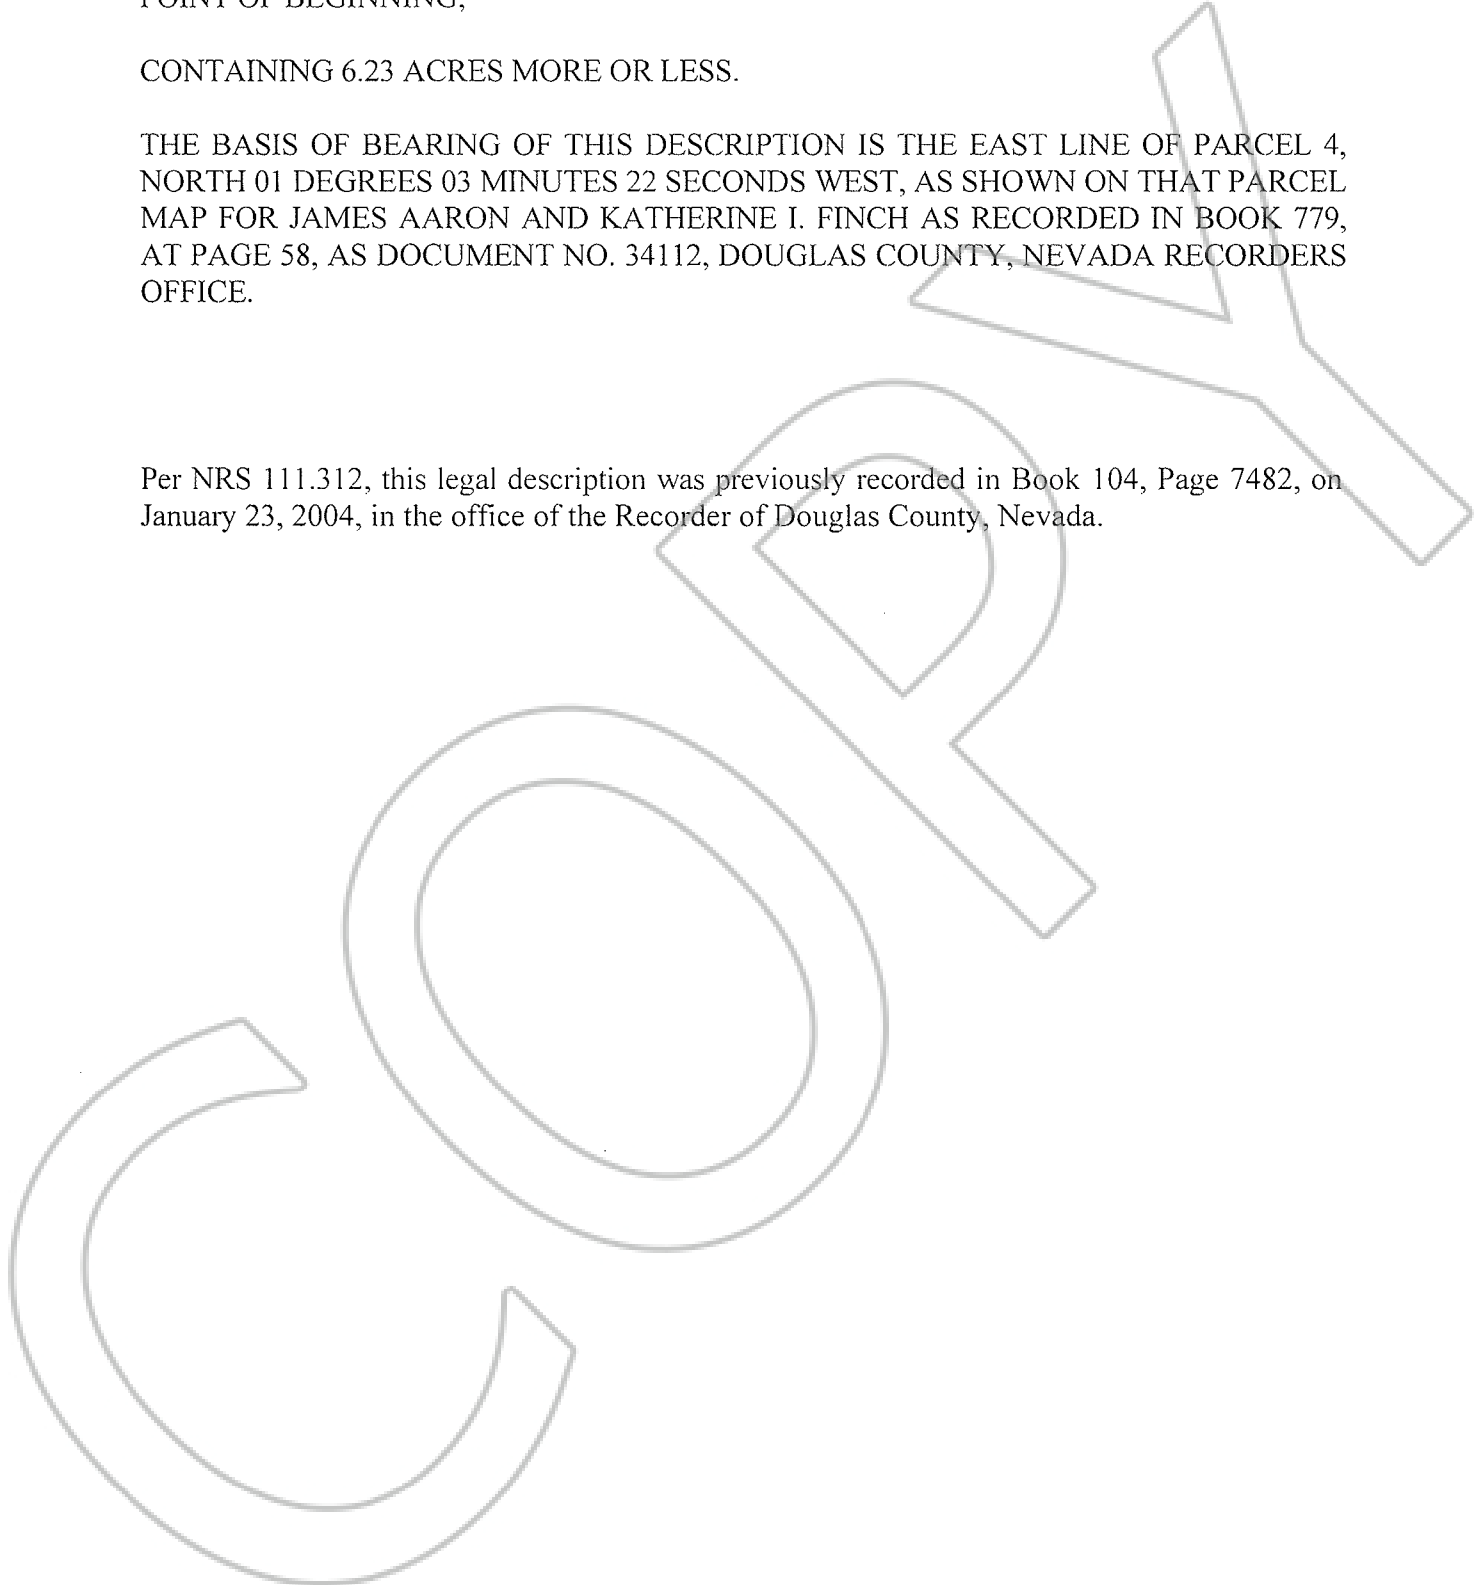 POINT OF BEGINNING;
CONTAINING 6.23 ACRES MORE OR LESS.
THE BASIS OF BEARING OF THIS DESCRIPTION IS THE EAST LINE OF PARCEL 4,
NORTH 01 DEGREES 03 MINUTES 22 SECONDS WEST, AS SHOWN ON THAT PARCEL
MAP FOR JAMES AARON AND KATHERINE I. FINCH AS RECORDED IN BOOK 779,
AT PAGE 58, AS DOCUMENT NO. 34112, DOUGLAS COUNTY, NEVADA RECORDERS
OFFICE.
Per NRS 111.312, this legal description was previously recorded in Book 104, Page 7482, on
January 23, 2004, in the office of the Recorder of Douglas County, Nevada.
COPY